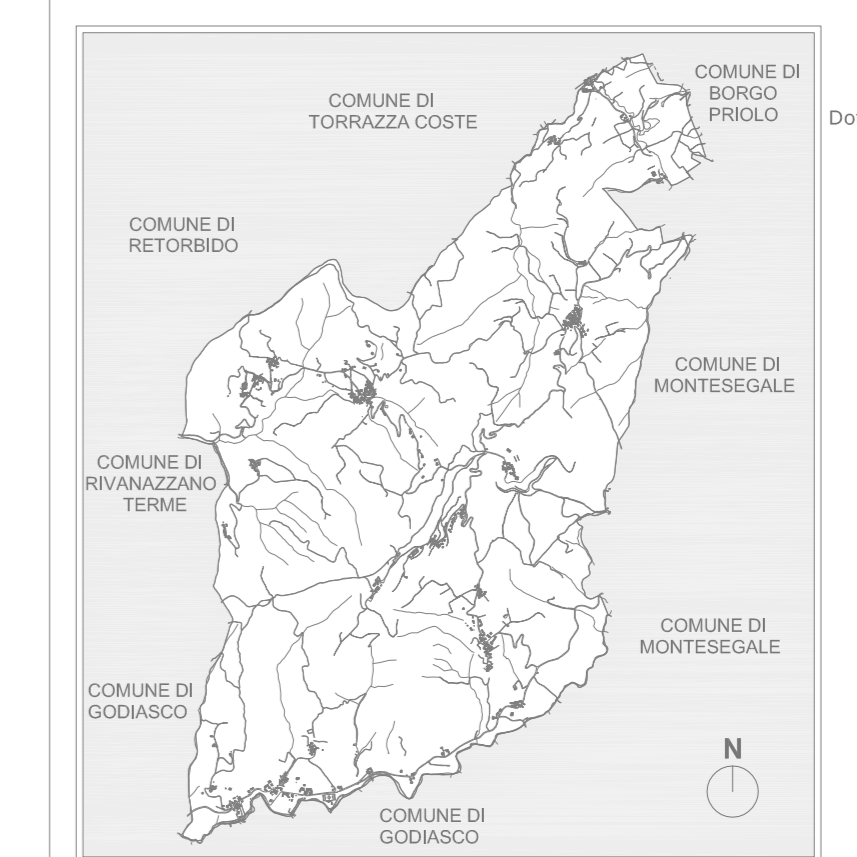 COMUNE DI
BORGO
PRIOLO
COMUNE DI
TORRAZZA COSTE
COMUNE DI
RETORBIDO
COMUNE DI
MONTESEGALE
COMUNE DI
RIVANAZZANO
TERME
COMUNE DI
MONTESEGALE
COMUNE DI
GODIASCO
N
COMUNE DI
GODIASCO